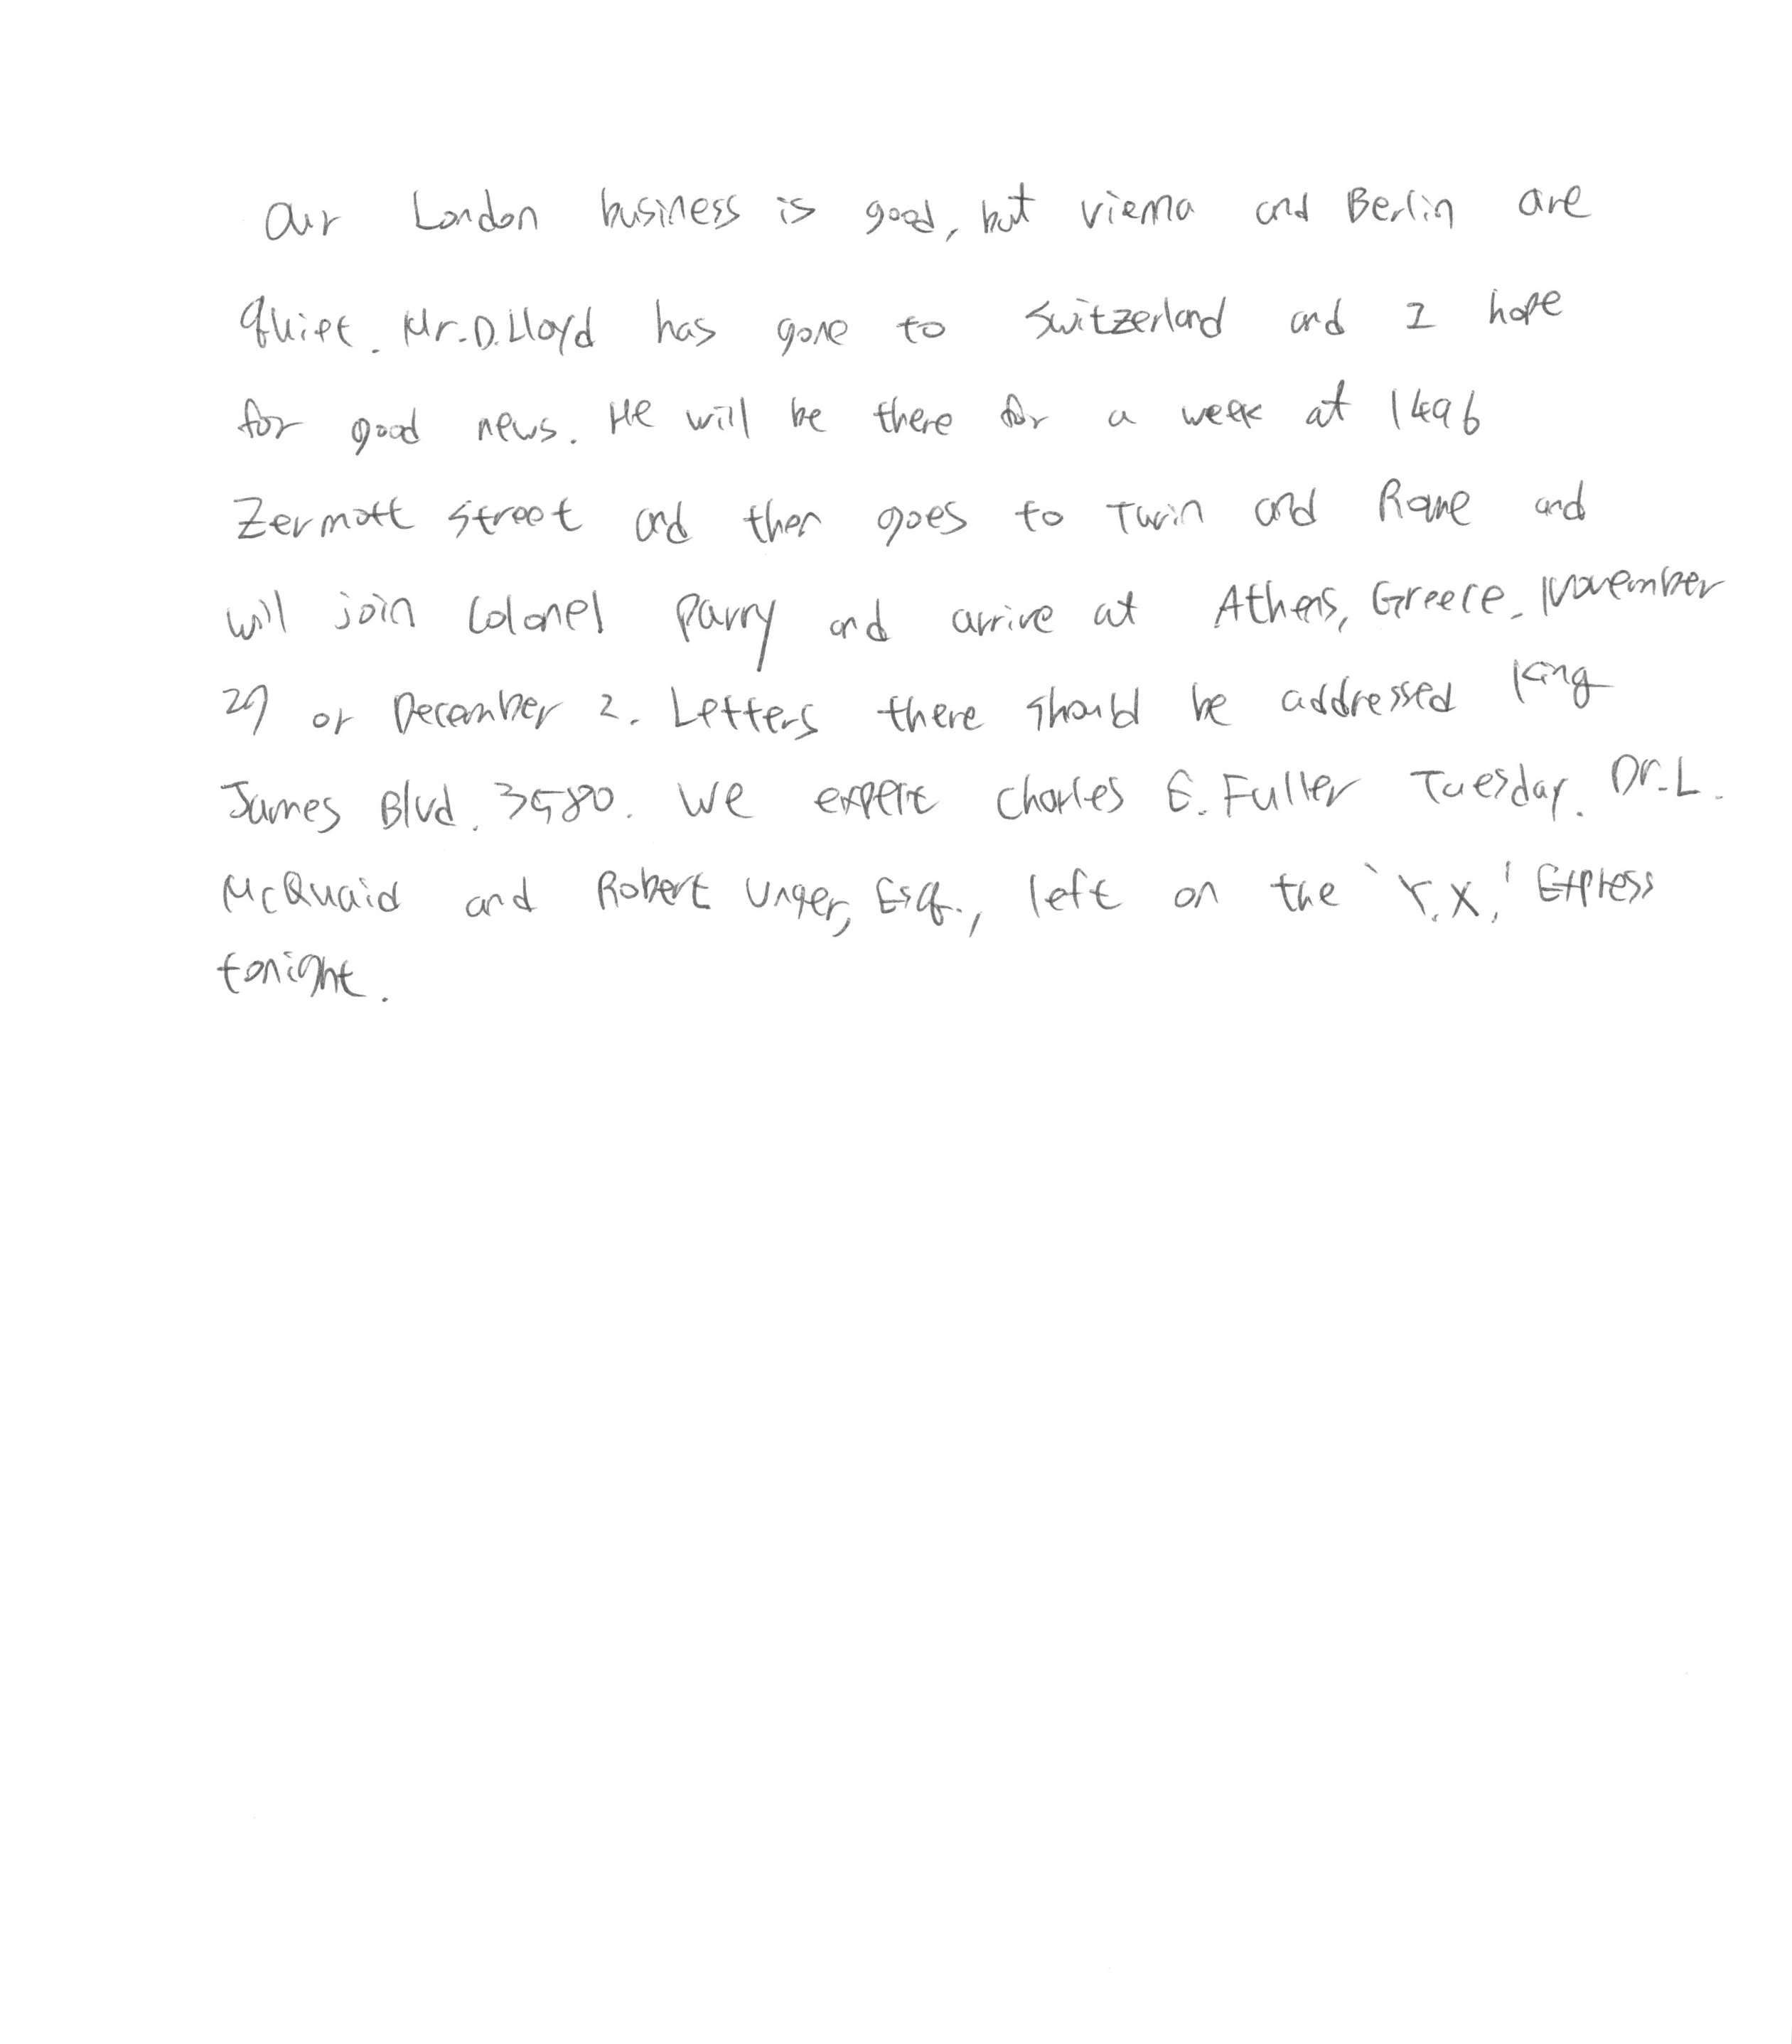 Our London business is good, but Vienna and Berlin are
quiet. Mr. D. Lloyd has gone to Switzerland and I hope
for good news. He will be there for a week at 1496
Zermott Street and then goes to Turin and Rome and
will join Colonel Parry and arrive at Athens, Greece. November
29 or December 2. Letters there should be addressed King
James Blvd. 3580. We expect Charles E. Fuller Tuesday. Dr. L.
McQuaid and Robert Unger, Esq., left on the 'Y.X.' Express
tonight.